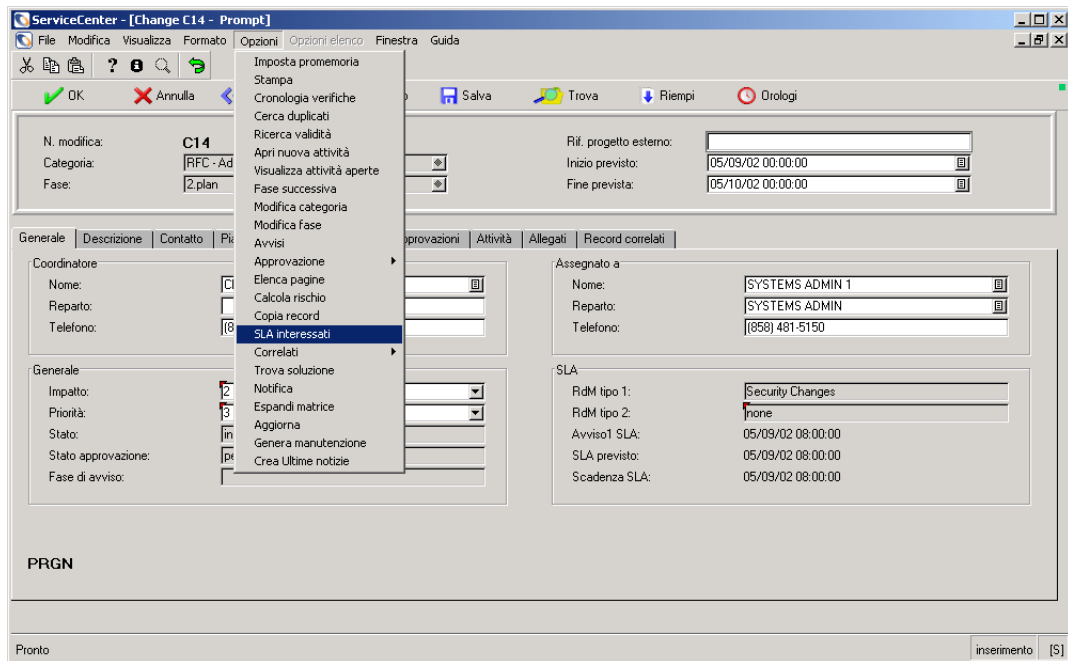 ServiceCenter - [Change C14 - Prompt]
File Modifica Visualizza Formato Opzioni Opzioni elenco Finestra Guida
OK Annulla Salva Trova Riempi Orologi
Imposta promemoria
Stampa
Cronologia verifiche
Cerca duplicati
Ricerca validità
Apri nuova attività
Visualizza attività aperte
Fase successiva
Modifica categoria
Modifica fase
Avvisi
Approvazione
Elenca pagine
Calcola rischio
Copia record
SLA interessati
Correlati
Trova soluzione
Notifica
Espandi matrice
Aggiorna
Genera manutenzione
Crea Ultime notizie
N. modifica: C14
Categoria: RFC - Ad
Fase: 2.plan
Rif. progetto esterno:
Inizio previsto: 05/09/02 00:00:00
Fine prevista: 05/10/02 00:00:00
Generale Descrizione Contatto Pia provazioni Attività Allegati Record correlati
Coordinatore
Nome:
Reparto:
Telefono: (8
Assegnato a
Nome: SYSTEMS ADMIN 1
Reparto: SYSTEMS ADMIN
Telefono: (858) 481-5150
Generale
Impatto: 2
Priorità: 3
Stato: in
Stato approvazione: pe
Fase di avviso:
SLA
RdM tipo 1: Security Changes
RdM tipo 2: none
Avviso1 SLA: 05/09/02 08:00:00
SLA previsto: 05/09/02 08:00:00
Scadenza SLA: 05/09/02 08:00:00
PRGN
Pronto inserimento [S]